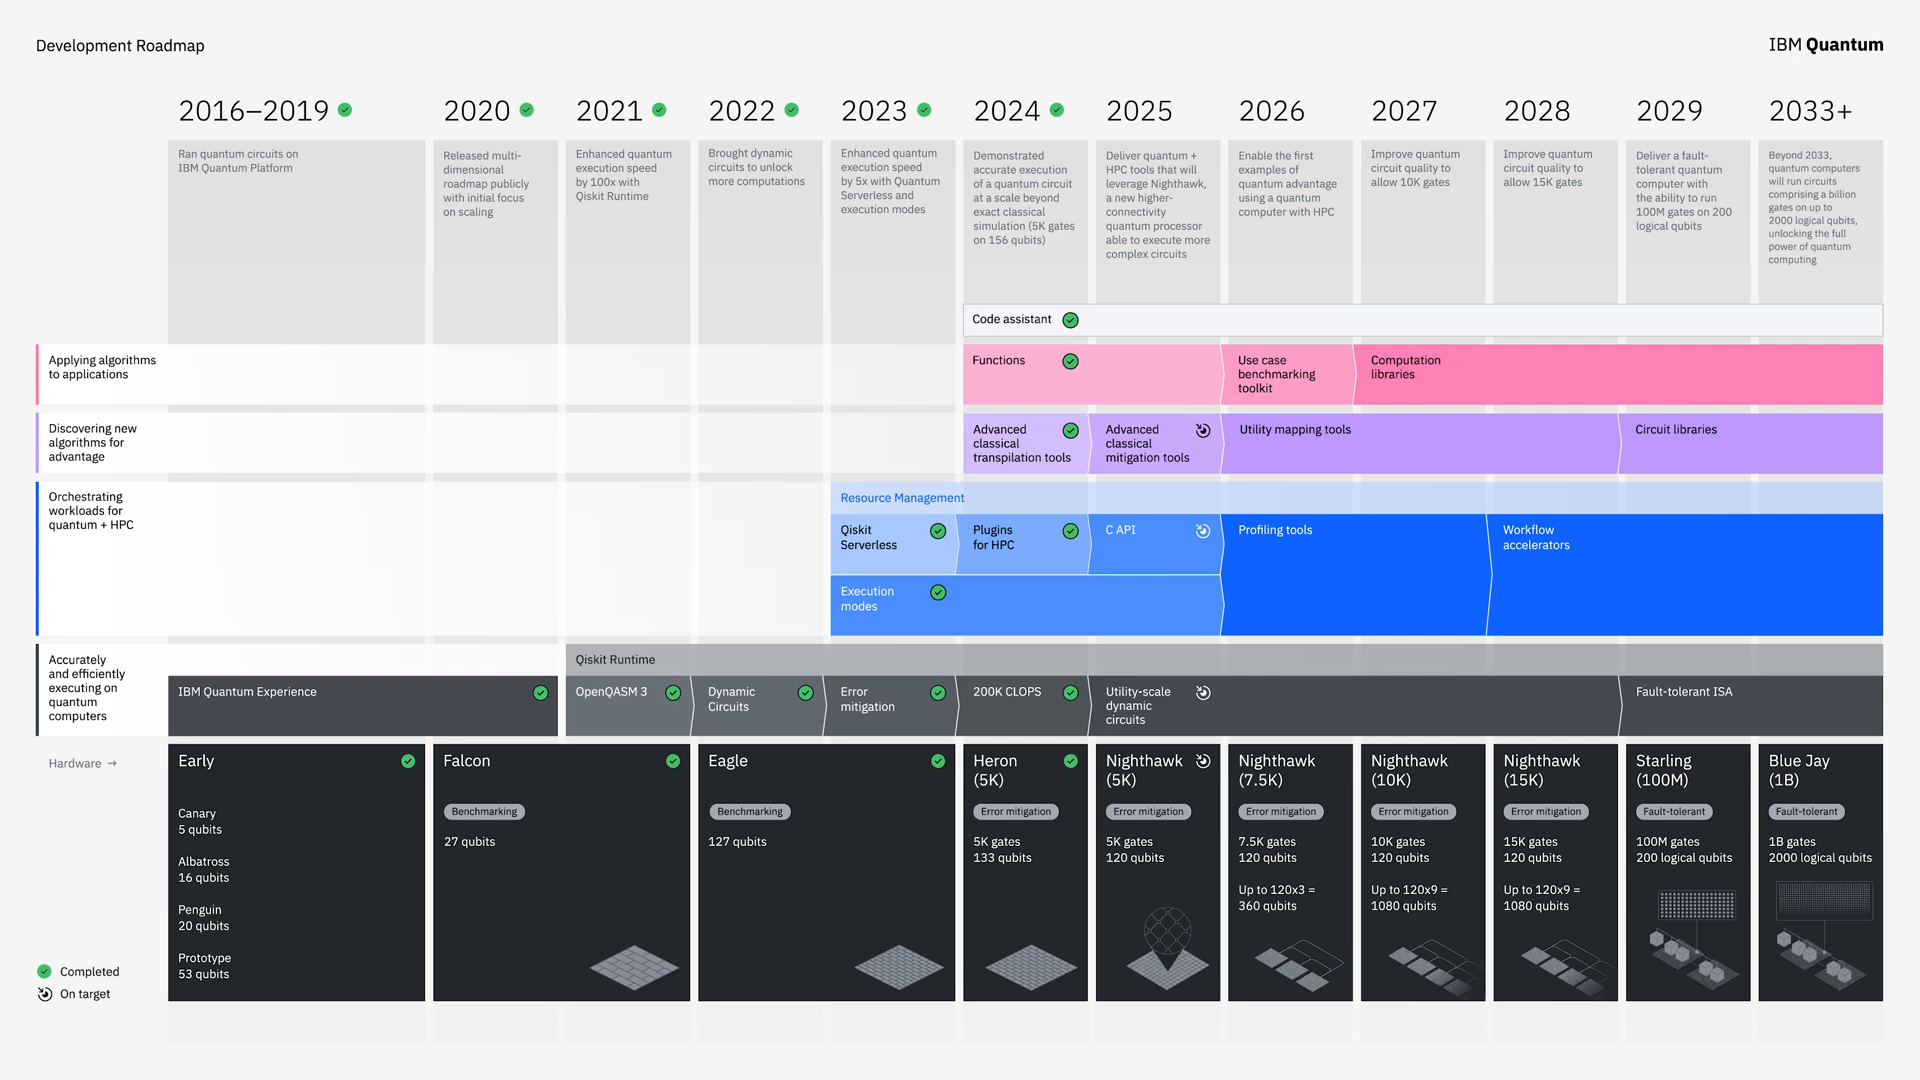 Development Roadmap
IBM Quantum
2016–2019
2020
2021
2022
2023
2024
2025
2026
2027
2028
2029
2033+
Ran quantum circuits on
IBM Quantum Platform
Released multi-
dimensional
roadmap publicly
with initial focus
on scaling
Enhanced quantum
execution speed
by 100x with
Qiskit Runtime
Brought dynamic
circuits to unlock
more computations
Enhanced quantum
execution speed
by 5x with Quantum
Serverless and
execution modes
Demonstrated
accurate execution
of a quantum circuit
at a scale beyond
exact classical
simulation (5K gates
on 156 qubits)
Deliver quantum +
HPC tools that will
leverage Nighthawk,
a new higher-
connectivity
quantum processor
able to execute more
complex circuits
Enable the first
examples of
quantum advantage
using a quantum
computer with HPC
Improve quantum
circuit quality to
allow 10K gates
Improve quantum
circuit quality to
allow 15K gates
Deliver a fault-
tolerant quantum
computer with
the ability to run
100M gates on 200
logical qubits
Beyond 2033,
quantum computers
will run circuits
comprising a billion
gates on up to
2000 logical qubits,
unlocking the full
power of quantum
computing
Code assistant
Applying algorithms
to applications
Functions
Use case
benchmarking
toolkit
Computation
libraries
Discovering new
algorithms for
advantage
Advanced
classical
transpilation tools
Advanced
classical
mitigation tools
Utility mapping tools
Circuit libraries
Orchestrating
workloads for
quantum + HPC
Resource Management
Qiskit
Serverless
Plugins
for HPC
C API
Profiling tools
Workflow
accelerators
Execution
modes
Accurately
and efficiently
executing on
quantum
computers
Qiskit Runtime
IBM Quantum Experience
OpenQASM 3
Dynamic
Circuits
Error
mitigation
200K CLOPS
Utility-scale
dynamic
circuits
Fault-tolerant ISA
Hardware →
Early
Canary
5 qubits
Albatross
16 qubits
Penguin
20 qubits
Prototype
53 qubits
Falcon
Benchmarking
27 qubits
Eagle
Benchmarking
127 qubits
Heron
(5K)
Error mitigation
5K gates
133 qubits
Nighthawk
(5K)
Error mitigation
5K gates
120 qubits
Nighthawk
(7.5K)
Error mitigation
7.5K gates
120 qubits
Up to 120x3 =
360 qubits
Nighthawk
(10K)
Error mitigation
10K gates
120 qubits
Up to 120x9 =
1080 qubits
Nighthawk
(15K)
Error mitigation
15K gates
120 qubits
Up to 120x9 =
1080 qubits
Starling
(100M)
Fault-tolerant
100M gates
200 logical qubits
Blue Jay
(1B)
Fault-tolerant
1B gates
2000 logical qubits
Completed
On target